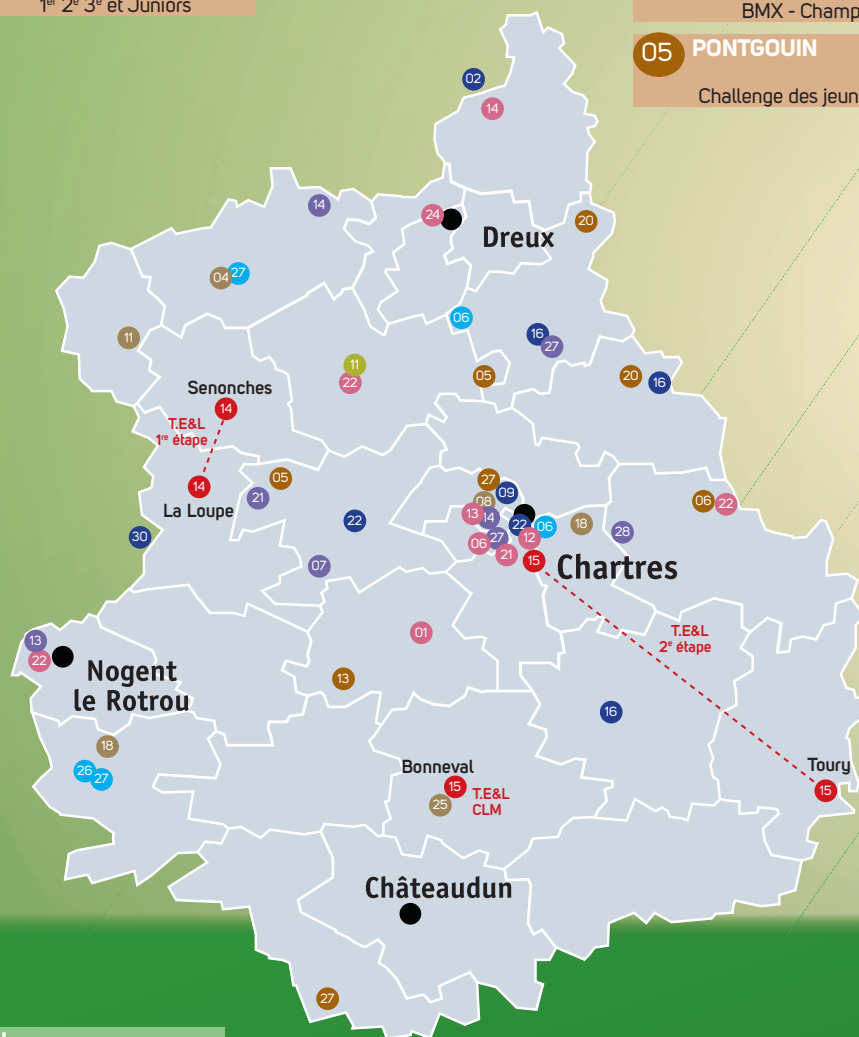 1er 2e 3e et Juniors
BMX - Champ
05 PONTGOUIN
Challenge des jeun
02
14
14
24
Dreux
20
04 27
06
16
27
11
11
22
05
20 16
Senonches
14
T.E&L
1re étape
14
La Loupe
05
21
27
09
08
13 14
22 06
27 12
06
21
15
18
28
06 22
Chartres
22
30
07
01
T.E&L
2e étape
13
22
Nogent
le Rotrou
13
16
18
26
27
Bonneval
15
T.E&L
CLM
25
Toury
15
Châteaudun
27